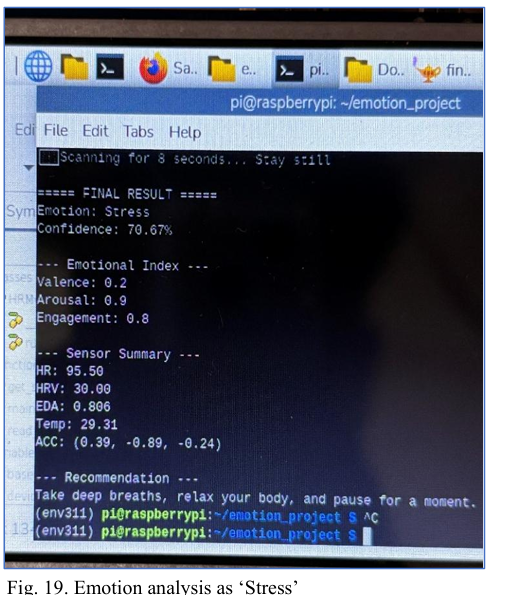 Sa.. e.. pi.. Do.. fin..
pi@raspberrypi: ~/emotion_project
Edi File Edit Tabs Help
Scanning for 8 seconds... Stay still
===== FINAL RESULT =====
Sym
Emotion: Stress
Confidence: 70.67%
--- Emotional Index ---
Valence: 0.2
Arousal: 0.9
Engagement: 0.8
--- Sensor Summary ---
HR: 95.50
HRV: 30.00
EDA: 0.806
Temp: 29.31
ACC: (0.39, -0.89, -0.24)
--- Recommendation ---
Take deep breaths, relax your body, and pause for a moment.
(env311) pi@raspberrypi:~/emotion_project $ ^C
(env311) pi@raspberrypi:~/emotion_project $
Fig. 19. Emotion analysis as ‘Stress’